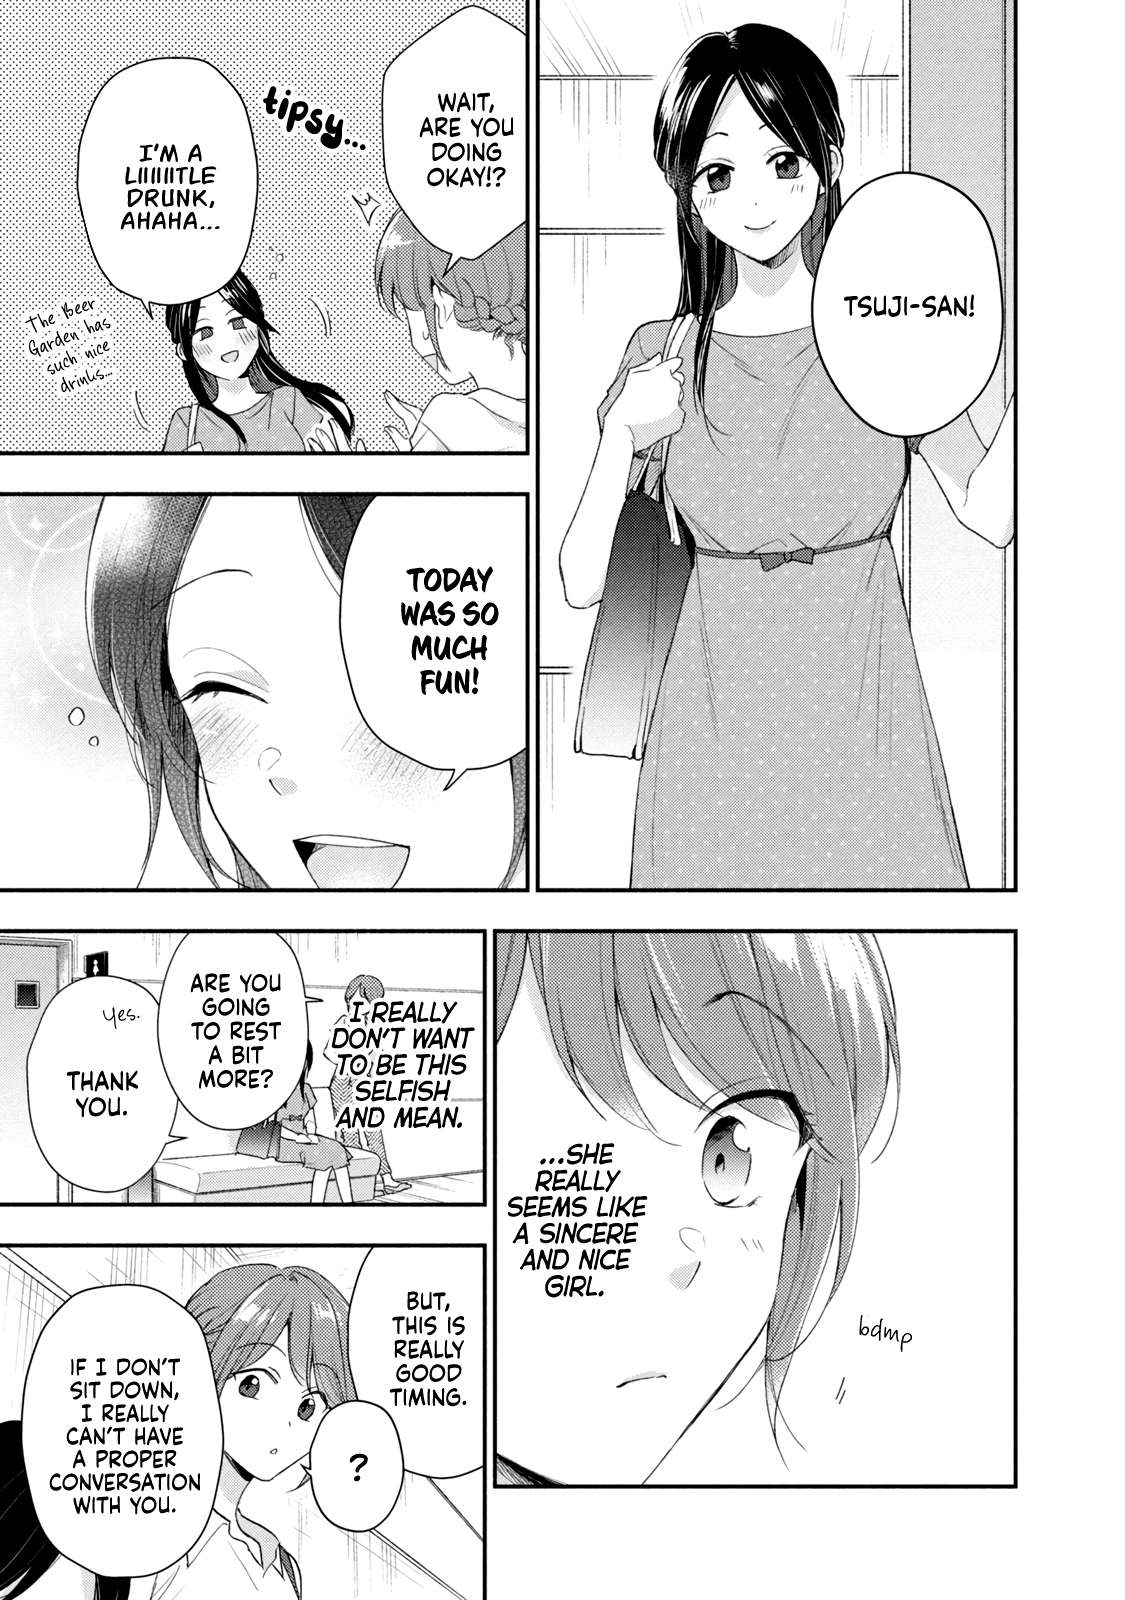 TSUJI-SAN!
WAIT,
ARE YOU
DOING
OKAY!?
tipsy...
I'M A
LIIIIIITLE
DRUNK,
AHAHA...
The Beer
Garden has
such nice
drinks...
TODAY
WAS SO
MUCH
FUN!
...SHE
REALLY
SEEMS LIKE
A SINCERE
AND NICE
GIRL.
bdmp
I REALLY
DON'T WANT
TO BE THIS
SELFISH
AND MEAN.
ARE YOU
GOING
TO REST
A BIT
MORE?
yes.
THANK
YOU.
BUT,
THIS IS
REALLY
GOOD
TIMING.
?
IF I DON'T
SIT DOWN,
I REALLY
CAN'T HAVE
A PROPER
CONVERSATION
WITH YOU.